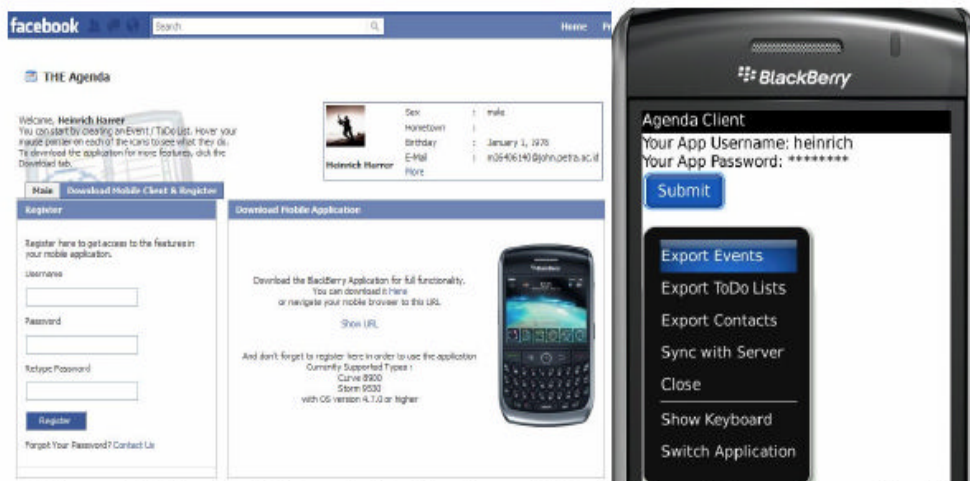 facebook
Search
Home
THE Agenda
Welcome, Heinrich Harrer
You can start by creating an Event / ToDo List. Hover your
mouse pointer on each of the icons to see what they do.
To download the application for more features, click the
Download tab.
Heinrich Harrer
Sex : male
Hometown :
Birthday : January 1, 1978
E-Mail : m26406140@john.petra.ac.id
More
Main
Download Mobile Client & Register
Register
Register here to get access to the features in
your mobile application.
Username
Password
Retype Password
Register
Forgot Your Password? Contact Us
Download Mobile Application
Download the BlackBerry Application for full functionality.
You can download it Here
or navigate your mobile browser to this URL.
Show URL
And don't forget to register here in order to use the application
Currently Supported Types :
Curve 8900
Storm 9530
with OS version 4.7.0 or higher
BlackBerry
BlackBerry
Agenda Client
Your App Username: heinrich
Your App Password: ********
Submit
Export Events
Export ToDo Lists
Export Contacts
Sync with Server
Close
Show Keyboard
Switch Application